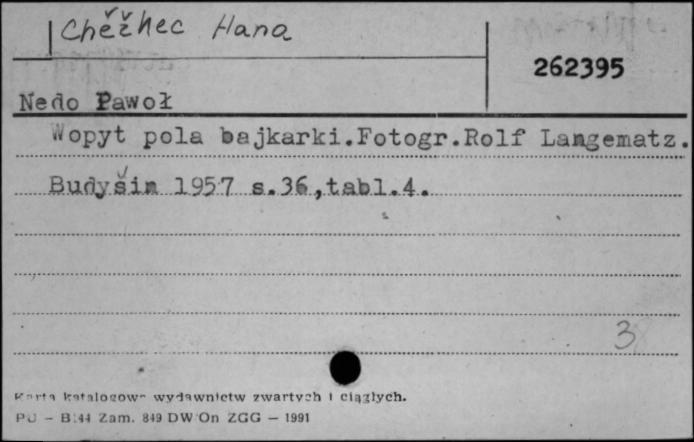 Chěžkec Hana
262395
Nedo Pawoł
Wopyt pola bajkarki.Fotogr.Rolf Langematz.
Budyšin 1957 s.36,tabl.4.
3
Karta katalogowa wydawnictw zwartych i ciągłych.
PU – B.44 Zam. 849 DW On ZGG – 1991